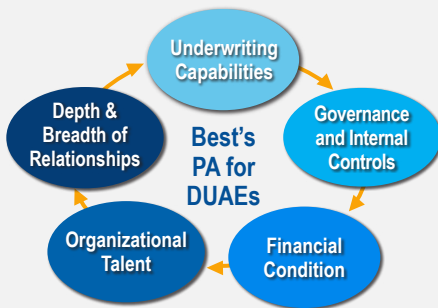 Underwriting
Capabilities
Governance
and Internal
Controls
Financial
Condition
Organizational
Talent
Depth &
Breadth of
Relationships
Best's
PA for
DUAEs